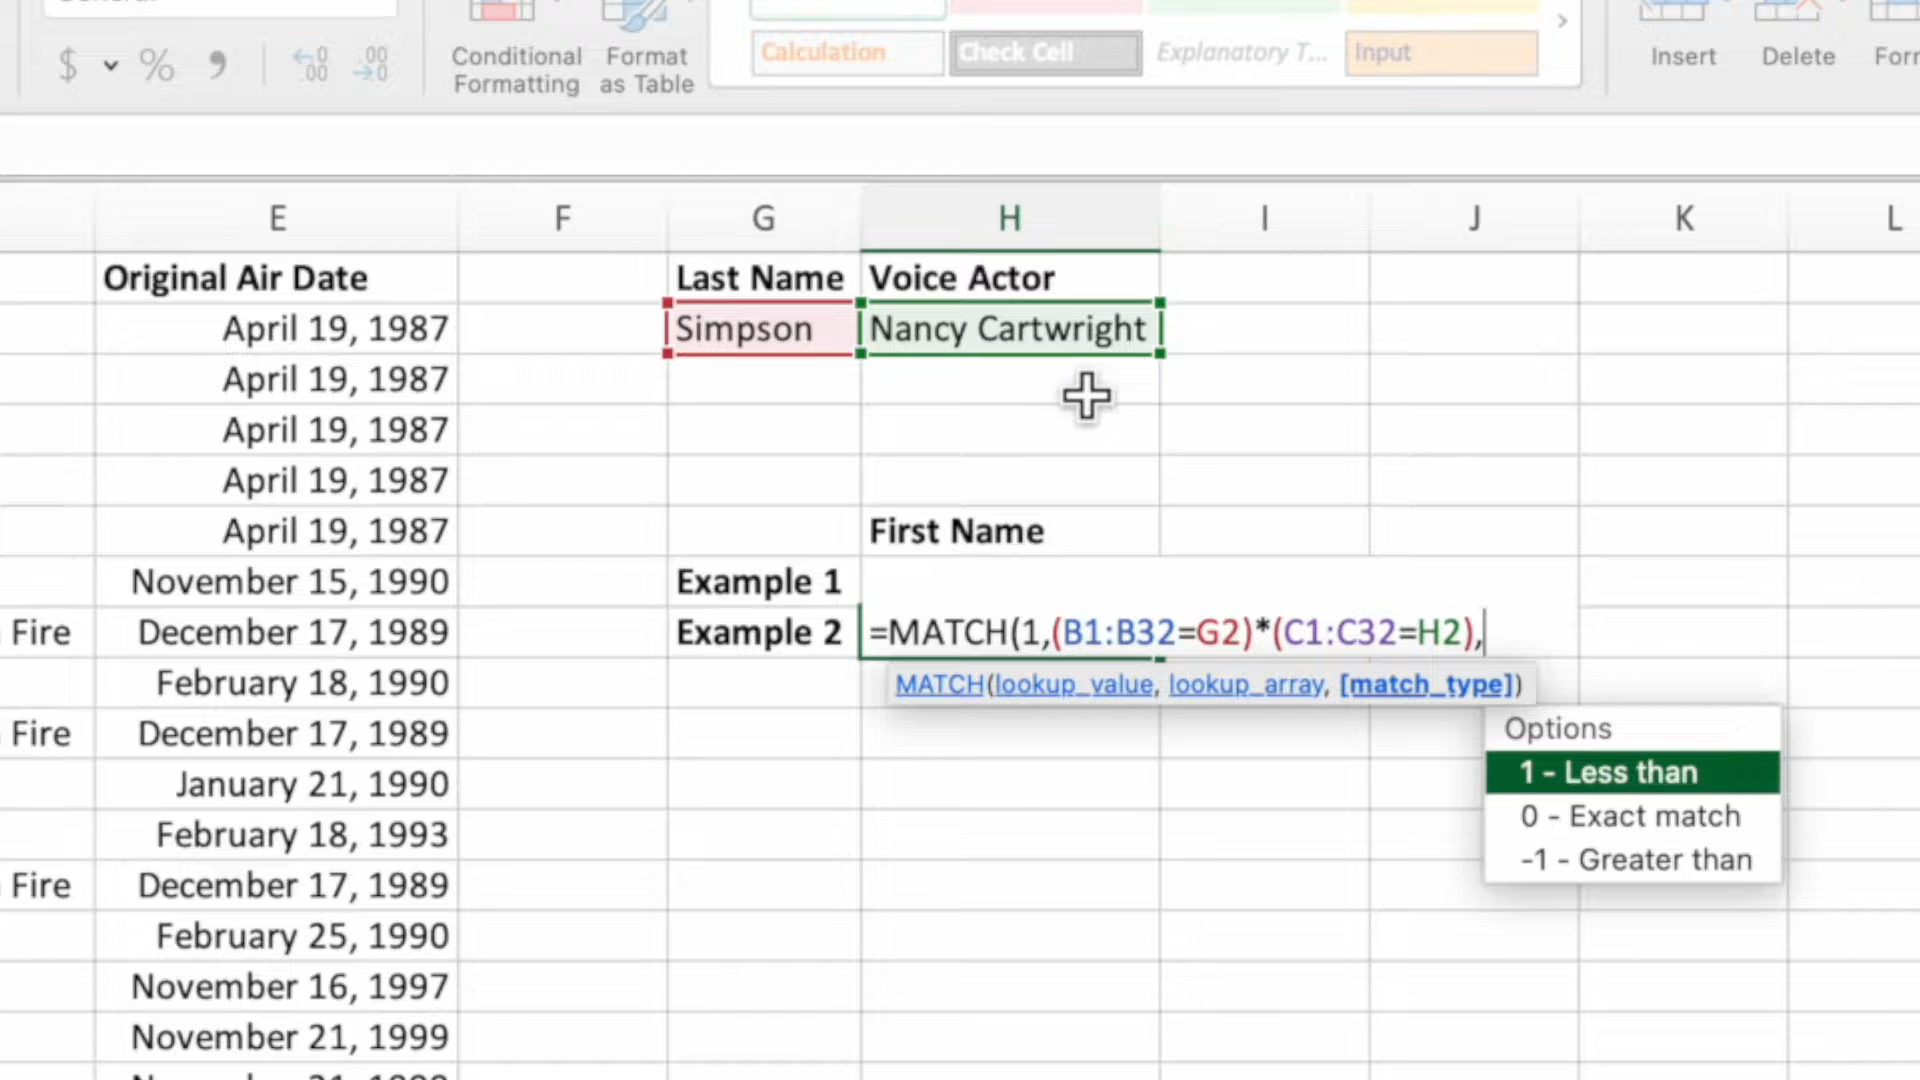 $ % ,
Conditional Formatting
Format as Table
Calculation
Check Cell
Explanatory T...
Input
Insert
Delete
E F G H I J K L
Original Air Date Last Name Voice Actor
April 19, 1987 Simpson Nancy Cartwright
April 19, 1987
April 19, 1987
April 19, 1987
April 19, 1987 First Name
November 15, 1990 Example 1
Fire December 17, 1989 Example 2 =MATCH(1,(B1:B32=G2)*(C1:C32=H2),
February 18, 1990 MATCH(lookup_value, lookup_array, [match_type])
Fire December 17, 1989 Options
January 21, 1990 1 - Less than
February 18, 1993 0 - Exact match
Fire December 17, 1989 -1 - Greater than
February 25, 1990
November 16, 1997
November 21, 1999